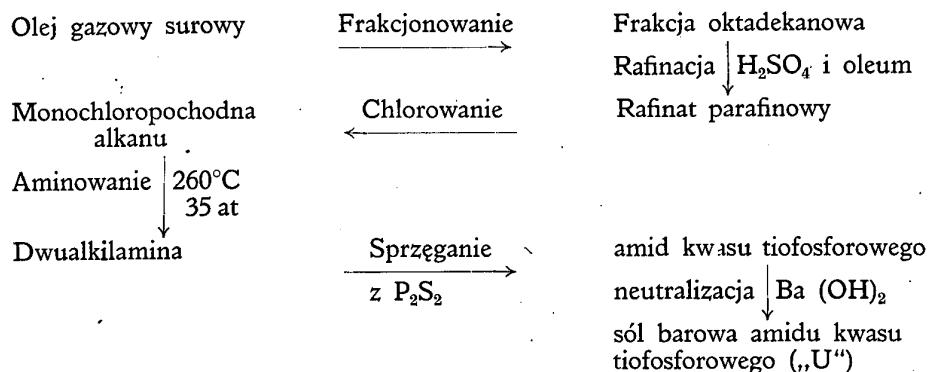 Olej gazowy surowy Frakcjonowanie Frakcja oktadekanowa
Rafinacja H₂SO₄ i oleum
Monochloropochodna Chlorowanie Rafinat parafinowy
alkanu
Aminowanie 260°C
35 at
Dwualkilamina Sprzęganie amid kwasu tiofosforowego
z P₂S₂ neutralizacja Ba (OH)₂
sól barowa amidu kwasu
tiofosforowego („U“)